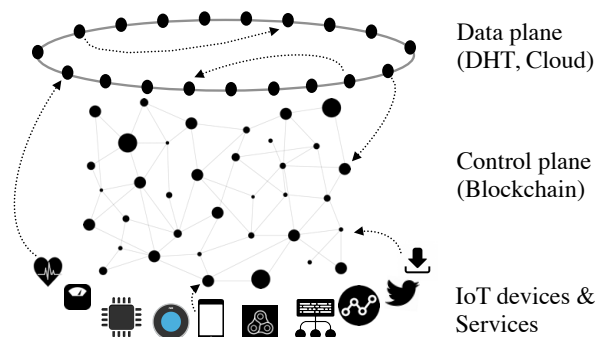 Data plane
(DHT, Cloud)
Control plane
(Blockchain)
IoT devices &
Services